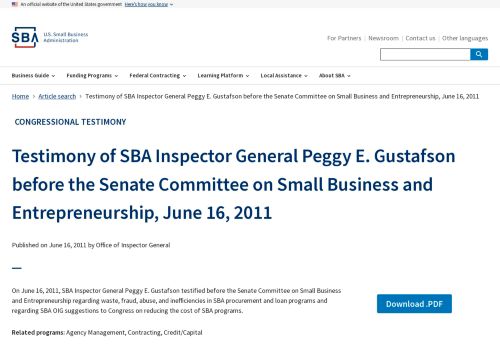 An official website of the United States government Here's how you know
SBA U.S. Small Business
Administration
For Partners Newsroom Contact us Other languages
Business Guide Funding Programs Federal Contracting Learning Platform Local Assistance About SBA
Home > Article search > Testimony of SBA Inspector General Peggy E. Gustafson before the Senate Committee on Small Business and Entrepreneurship, June 16, 2011
CONGRESSIONAL TESTIMONY
Testimony of SBA Inspector General Peggy E. Gustafson
before the Senate Committee on Small Business and
Entrepreneurship, June 16, 2011
Published on June 16, 2011 by Office of Inspector General
On June 16, 2011, SBA Inspector General Peggy E. Gustafson testified before the Senate Committee on Small Business
and Entrepreneurship regarding waste, fraud, abuse, and inefficiencies in SBA procurement and loan programs and
regarding SBA OIG suggestions to Congress on reducing the cost of SBA programs.
Download .PDF
Related programs: Agency Management, Contracting, Credit/Capital